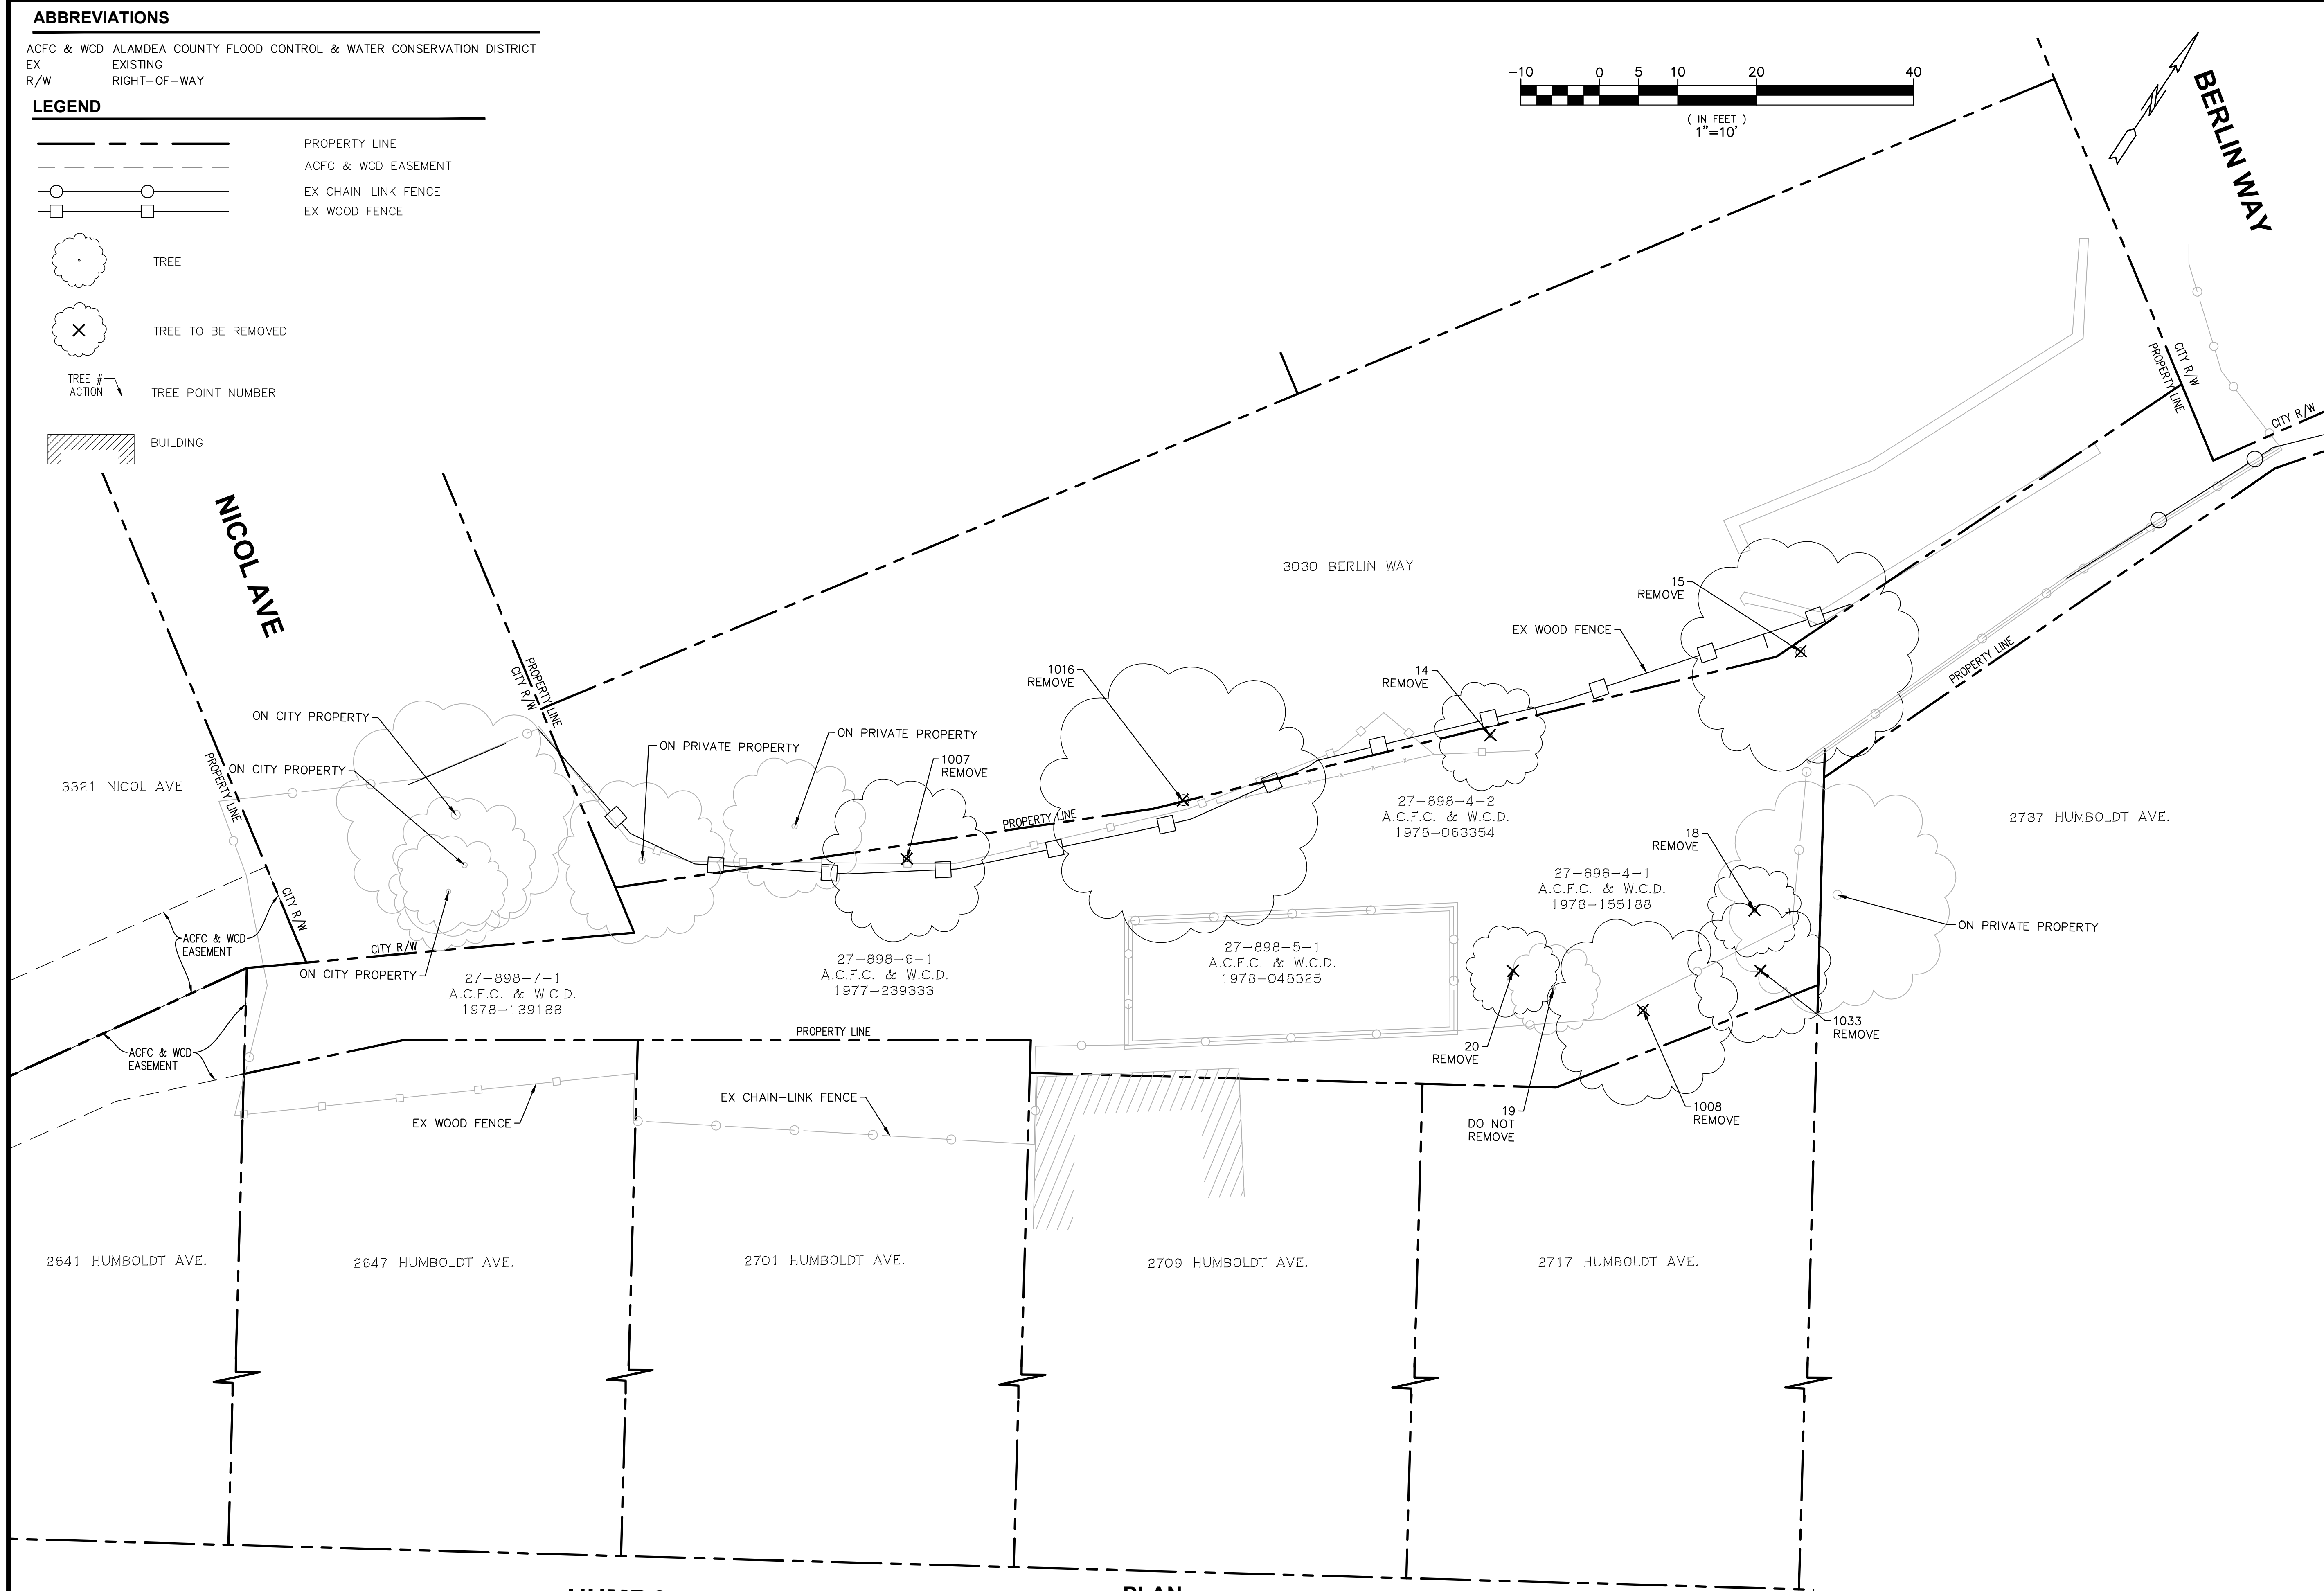 ABBREVIATIONS
ACFC & WCD ALAMDEA COUNTY FLOOD CONTROL & WATER CONSERVATION DISTRICT
EX EXISTING
R/W RIGHT-OF-WAY
LEGEND
PROPERTY LINE
ACFC & WCD EASEMENT
EX CHAIN-LINK FENCE
EX WOOD FENCE
TREE
TREE TO BE REMOVED
TREE #
ACTION
TREE POINT NUMBER
BUILDING
-10 0 5 10 20 40
( IN FEET )
1"=10'
N
BERLIN WAY
CITY R/W
PROPERTY LINE
CITY R/W
NICOL AVE
3030 BERLIN WAY
15
REMOVE
EX WOOD FENCE
PROPERTY LINE
PROPERTY LINE
CITY R/W
1016
REMOVE
14
REMOVE
ON CITY PROPERTY
ON PRIVATE PROPERTY
ON PRIVATE PROPERTY
1007
REMOVE
PROPERTY LINE
ON CITY PROPERTY
3321 NICOL AVE
PROPERTY LINE
27-898-4-2
A.C.F.C. & W.C.D.
1978-063354
2737 HUMBOLDT AVE.
18
REMOVE
27-898-4-1
A.C.F.C. & W.C.D.
1978-155188
ON PRIVATE PROPERTY
CITY R/W
ACFC & WCD
EASEMENT
CITY R/W
ON CITY PROPERTY
27-898-7-1
A.C.F.C. & W.C.D.
1978-139188
27-898-6-1
A.C.F.C. & W.C.D.
1977-239333
27-898-5-1
A.C.F.C. & W.C.D.
1978-048325
1033
REMOVE
PROPERTY LINE
20
REMOVE
ACFC & WCD
EASEMENT
EX CHAIN-LINK FENCE
EX WOOD FENCE
19
DO NOT
REMOVE
1008
REMOVE
2641 HUMBOLDT AVE.
2647 HUMBOLDT AVE.
2701 HUMBOLDT AVE.
2709 HUMBOLDT AVE.
2717 HUMBOLDT AVE.
PLAN